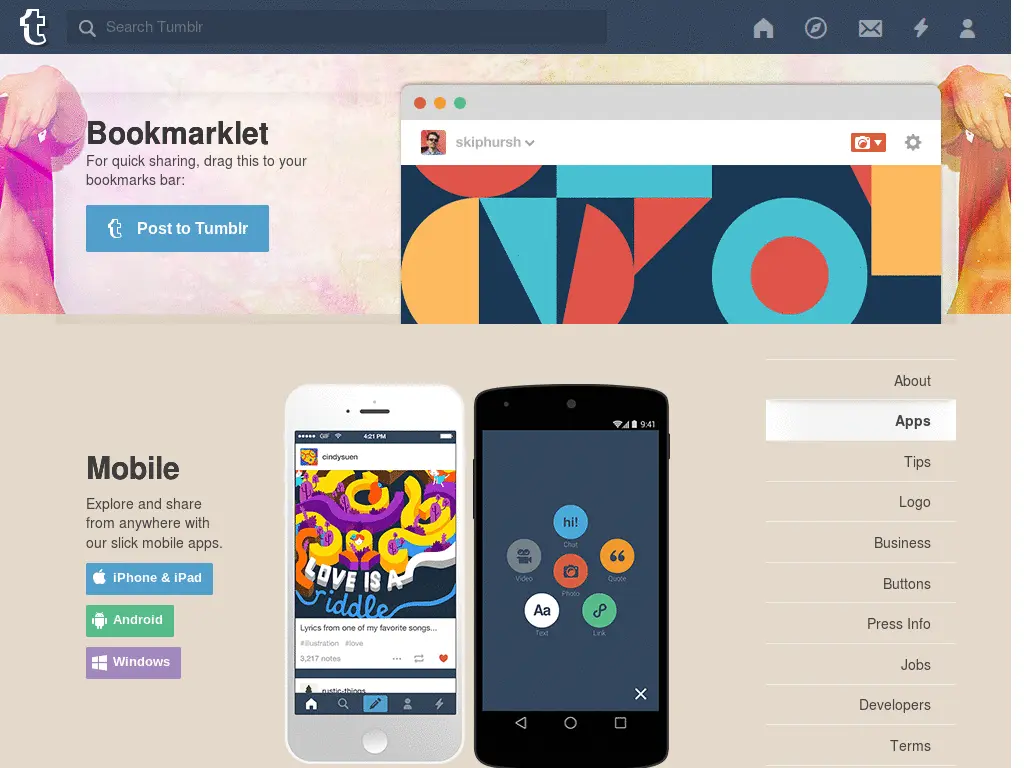 t
Search Tumblr
Bookmarklet
For quick sharing, drag this to your
bookmarks bar:
t Post to Tumblr
skiphursh
Mobile
Explore and share
from anywhere with
our slick mobile apps.
iPhone & iPad
Android
Windows
GIF 4:21 PM
cindysuen
LOVE IS A
riddle
Lyrics from one of my favorite songs...
#illustration #love
3,217 notes
rustic-things
9:41
hi!
Chat
Video
Quote
Photo
Aa
Text
Link
About
Apps
Tips
Logo
Business
Buttons
Press Info
Jobs
Developers
Terms